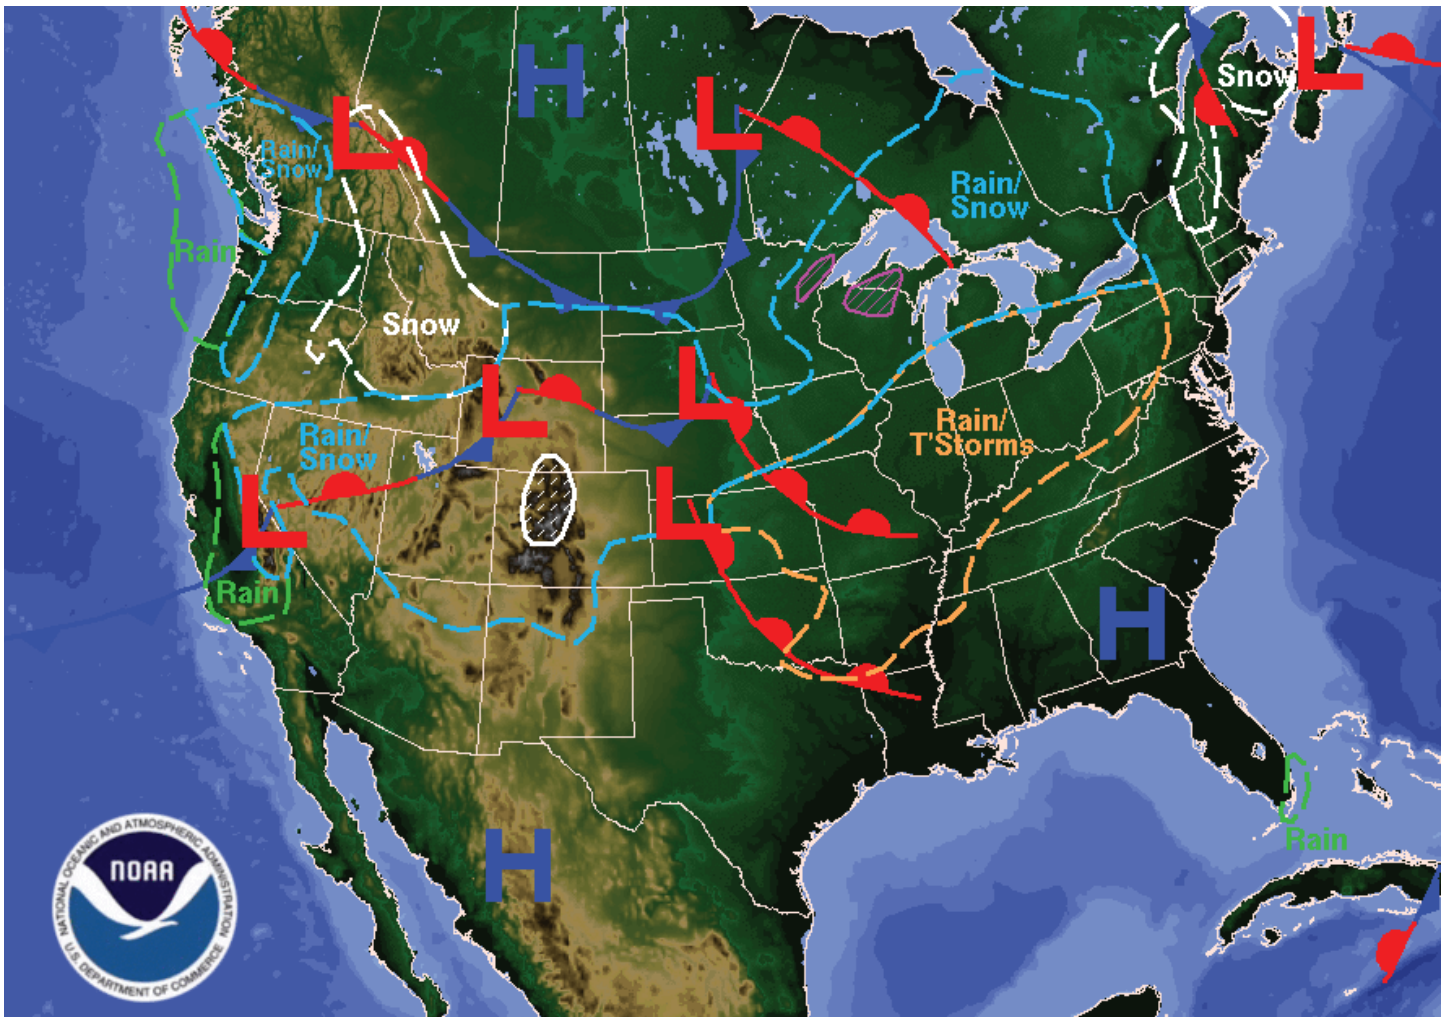 H
L
Snow
L
L
Rain/
Snow
Rain/
Snow
Rain
Snow
L
L
Rain/
Snow
Rain/
T'Storms
L
L
Rain
H
H
Rain
NOAA
NATIONAL OCEANIC AND ATMOSPHERIC ADMINISTRATION
U.S. DEPARTMENT OF COMMERCE